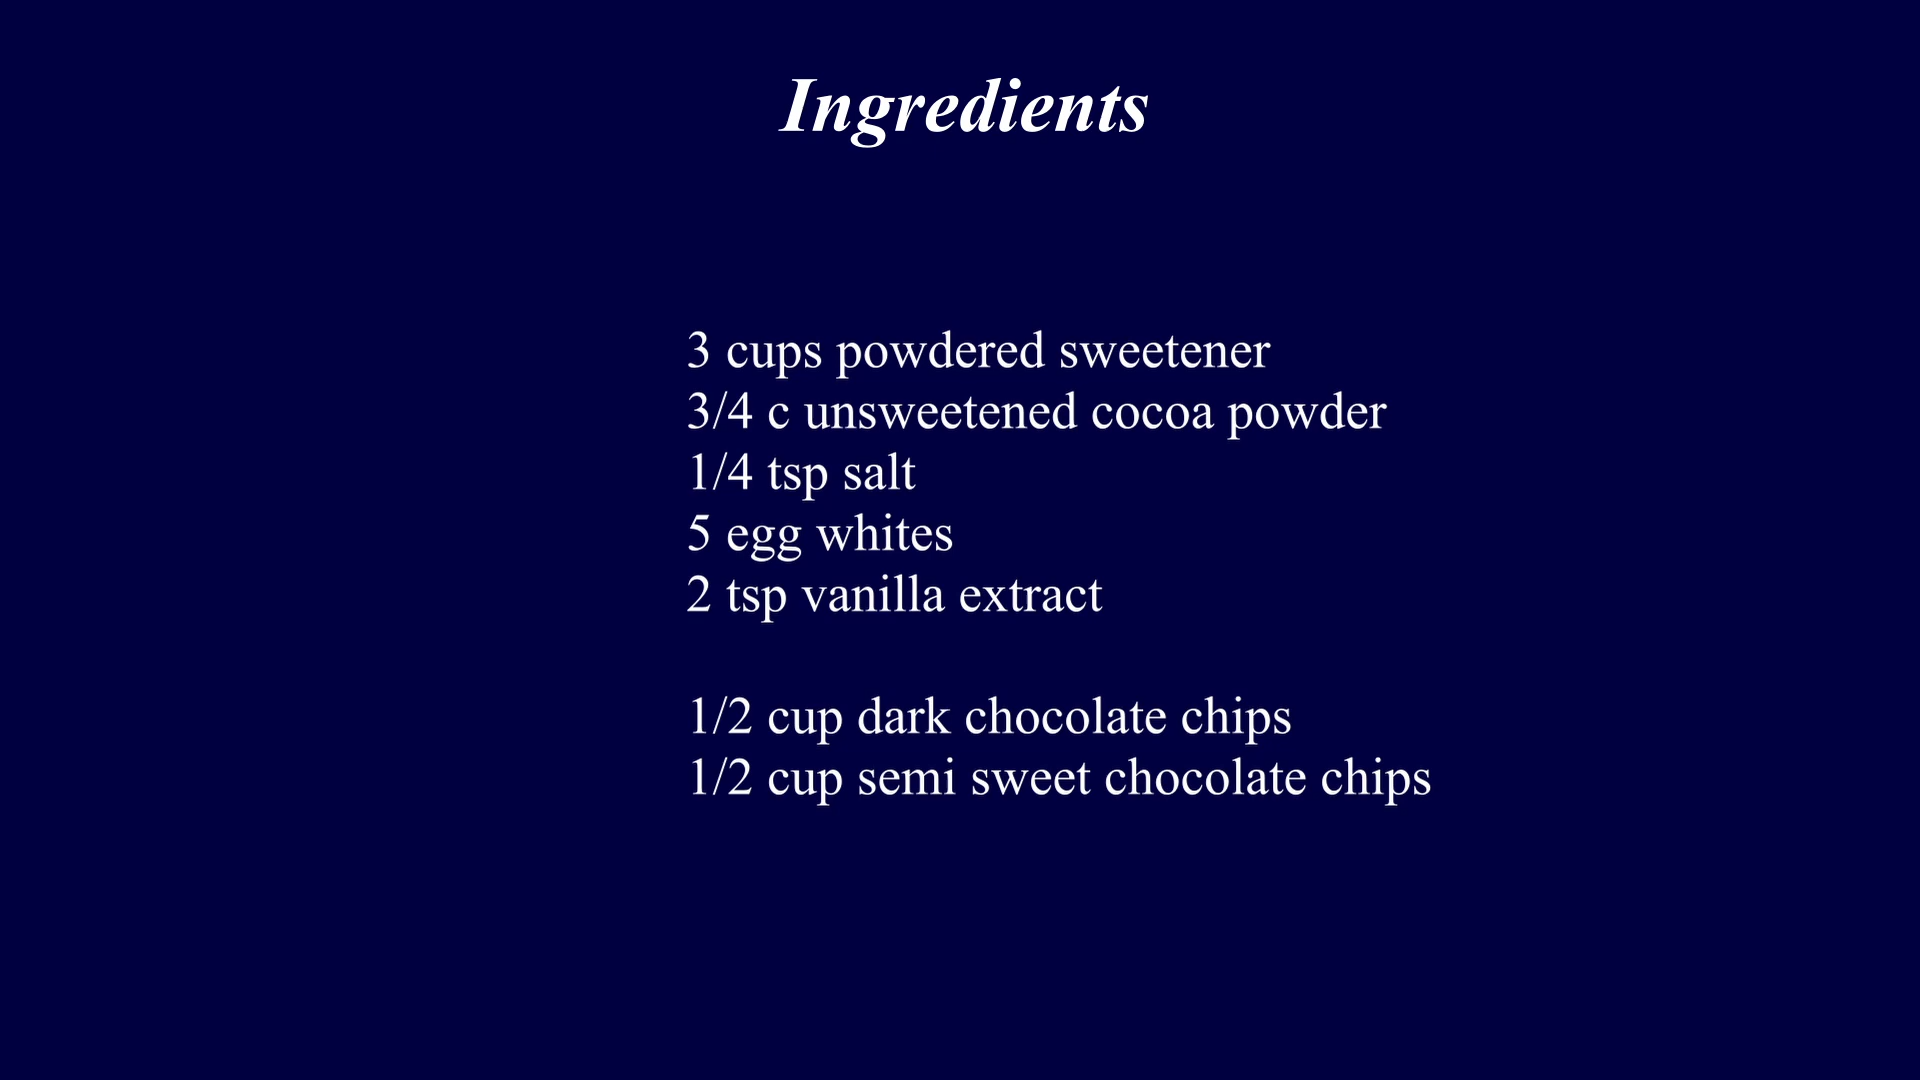 Ingredients
3 cups powdered sweetener
3/4 c unsweetened cocoa powder
1/4 tsp salt
5 egg whites
2 tsp vanilla extract
1/2 cup dark chocolate chips
1/2 cup semi sweet chocolate chips